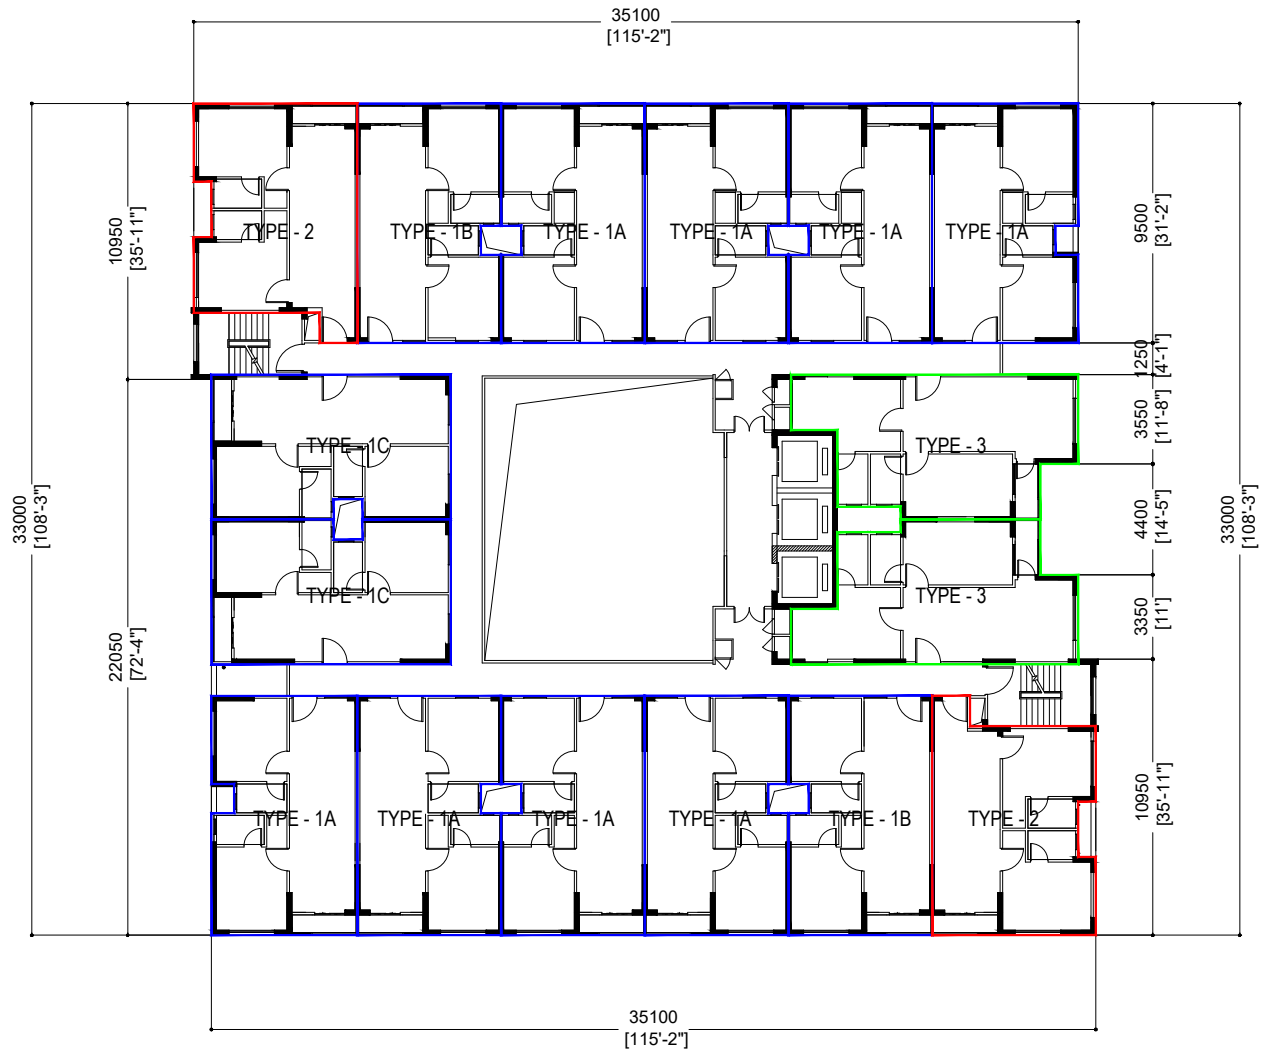 35100
[115'-2"]
TYPE - 2
TYPE - 1B
TYPE - 1A
TYPE - 1A
TYPE - 1A
TYPE - 1A
10950
[35'-11"]
9500
[31'-2"]
1250
[4'-1"]
3550
[11'-8"]
TYPE - 1C
TYPE - 3
33000
[108'-3"]
4400
[14'-5"]
33000
[108'-3"]
TYPE - 1C
TYPE - 3
3350
[11']
22050
[72'-4"]
TYPE - 1A
TYPE - 1A
TYPE - 1A
TYPE - 1A
TYPE - 1B
TYPE - 2
10950
[35'-11"]
35100
[115'-2"]